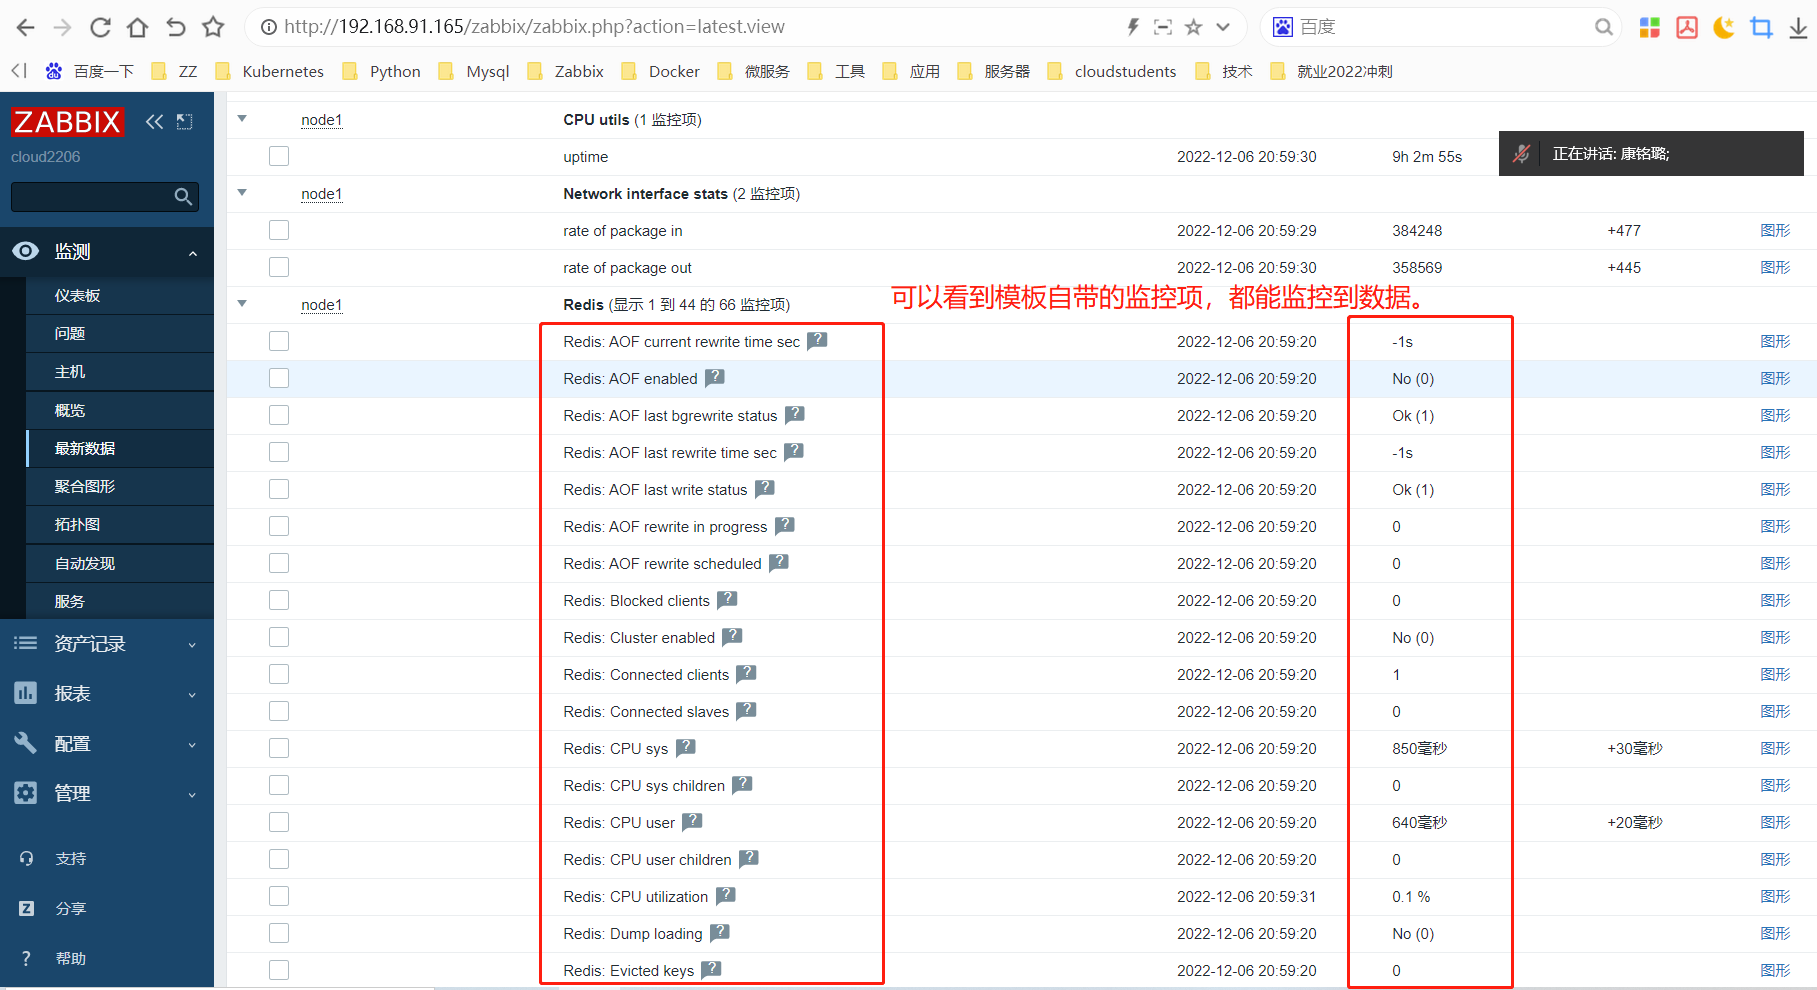 http://192.168.91.165/zabbix/zabbix.php?action=latest.view
百度
百度一下 ZZ Kubernetes Python Mysql Zabbix Docker 微服务 工具 应用 服务器 cloudstudents 技术 就业2022冲刺
ZABBIX
cloud2206
监测
仪表板
问题
主机
概览
最新数据
聚合图形
拓扑图
自动发现
服务
资产记录
报表
配置
管理
支持
Z 分享
? 帮助
node1 CPU utils (1 监控项)
uptime 2022-12-06 20:59:30 9h 2m 55s
正在讲话: 康铭璐;
node1 Network interface stats (2 监控项)
rate of package in 2022-12-06 20:59:29 384248 +477 图形
rate of package out 2022-12-06 20:59:30 358569 +445 图形
node1 Redis (显示 1 到 44 的 66 监控项)
可以看到模板自带的监控项，都能监控到数据。
Redis: AOF current rewrite time sec ? 2022-12-06 20:59:20 -1s 图形
Redis: AOF enabled ? 2022-12-06 20:59:20 No (0) 图形
Redis: AOF last bgrewrite status ? 2022-12-06 20:59:20 Ok (1) 图形
Redis: AOF last rewrite time sec ? 2022-12-06 20:59:20 -1s 图形
Redis: AOF last write status ? 2022-12-06 20:59:20 Ok (1) 图形
Redis: AOF rewrite in progress ? 2022-12-06 20:59:20 0 图形
Redis: AOF rewrite scheduled ? 2022-12-06 20:59:20 0 图形
Redis: Blocked clients ? 2022-12-06 20:59:20 0 图形
Redis: Cluster enabled ? 2022-12-06 20:59:20 No (0) 图形
Redis: Connected clients ? 2022-12-06 20:59:20 1 图形
Redis: Connected slaves ? 2022-12-06 20:59:20 0 图形
Redis: CPU sys ? 2022-12-06 20:59:20 850毫秒 +30毫秒 图形
Redis: CPU sys children ? 2022-12-06 20:59:20 0 图形
Redis: CPU user ? 2022-12-06 20:59:20 640毫秒 +20毫秒 图形
Redis: CPU user children ? 2022-12-06 20:59:20 0 图形
Redis: CPU utilization ? 2022-12-06 20:59:31 0.1 % 图形
Redis: Dump loading ? 2022-12-06 20:59:20 No (0) 图形
Redis: Evicted keys ? 2022-12-06 20:59:20 0 图形